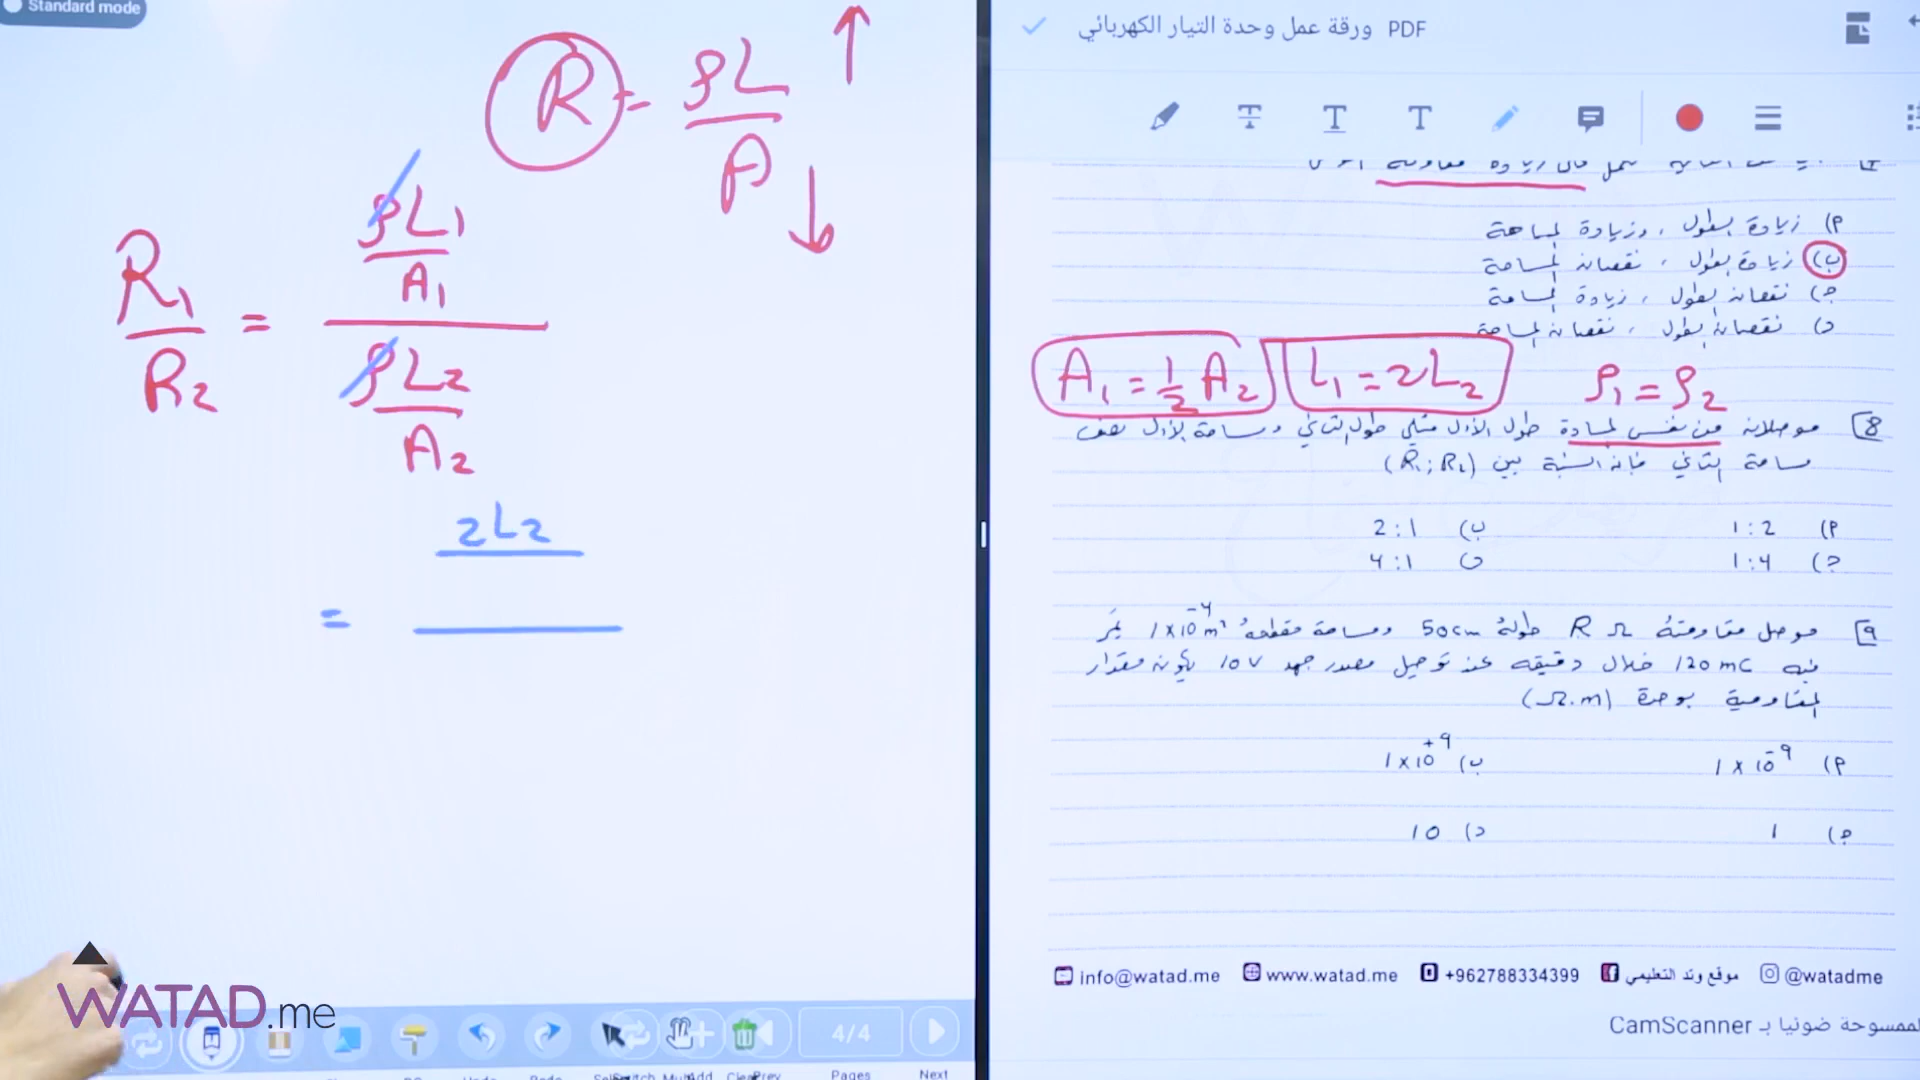 Standard mode
R = ρL / A
R1 / R2 = ρL1 / A1 / ρL2 / A2
= 2L2
WATAD.me
4/4
Undo
Pages
Next
ورقة عمل وحدة التيار الكهربائي PDF
زيادة مقاومة
P) زيادة الطول ، وزيادة المساحة
ب) زيادة الطول ، نقصان المساحة
ج) نقصان الطول ، زيادة المساحة
د) نقصان الطول ، نقصان المساحة
A1 = 1/2 A2 L1 = 2L2 ρ1 = ρ2
8] موصلان من نفس المادة طول الأول مثلي طول الثاني ومساحة الأول نصف
مساحة الثاني فإن النسبة بين (R1 ; R2)
P) 1:2 ب) 2:1
ج) 1:4 د) 4:1
9] موصل مقاومته R Ω طوله 50cm ومساحة مقطعه 1×10⁻⁴ m² يمر
فيه 120 mC خلال دقيقه عند توصيل مصدر جهد 10V يكون مقدار
المقاومية بوحدة (Ω.m)
P) 1×10⁻⁹ ب) 1×10⁺⁹
ج) 1 د) 10
info@watad.me www.watad.me +962788334399 موقع وتد التعليمي @watadme
الممسوحة ضوئيا بـ CamScanner